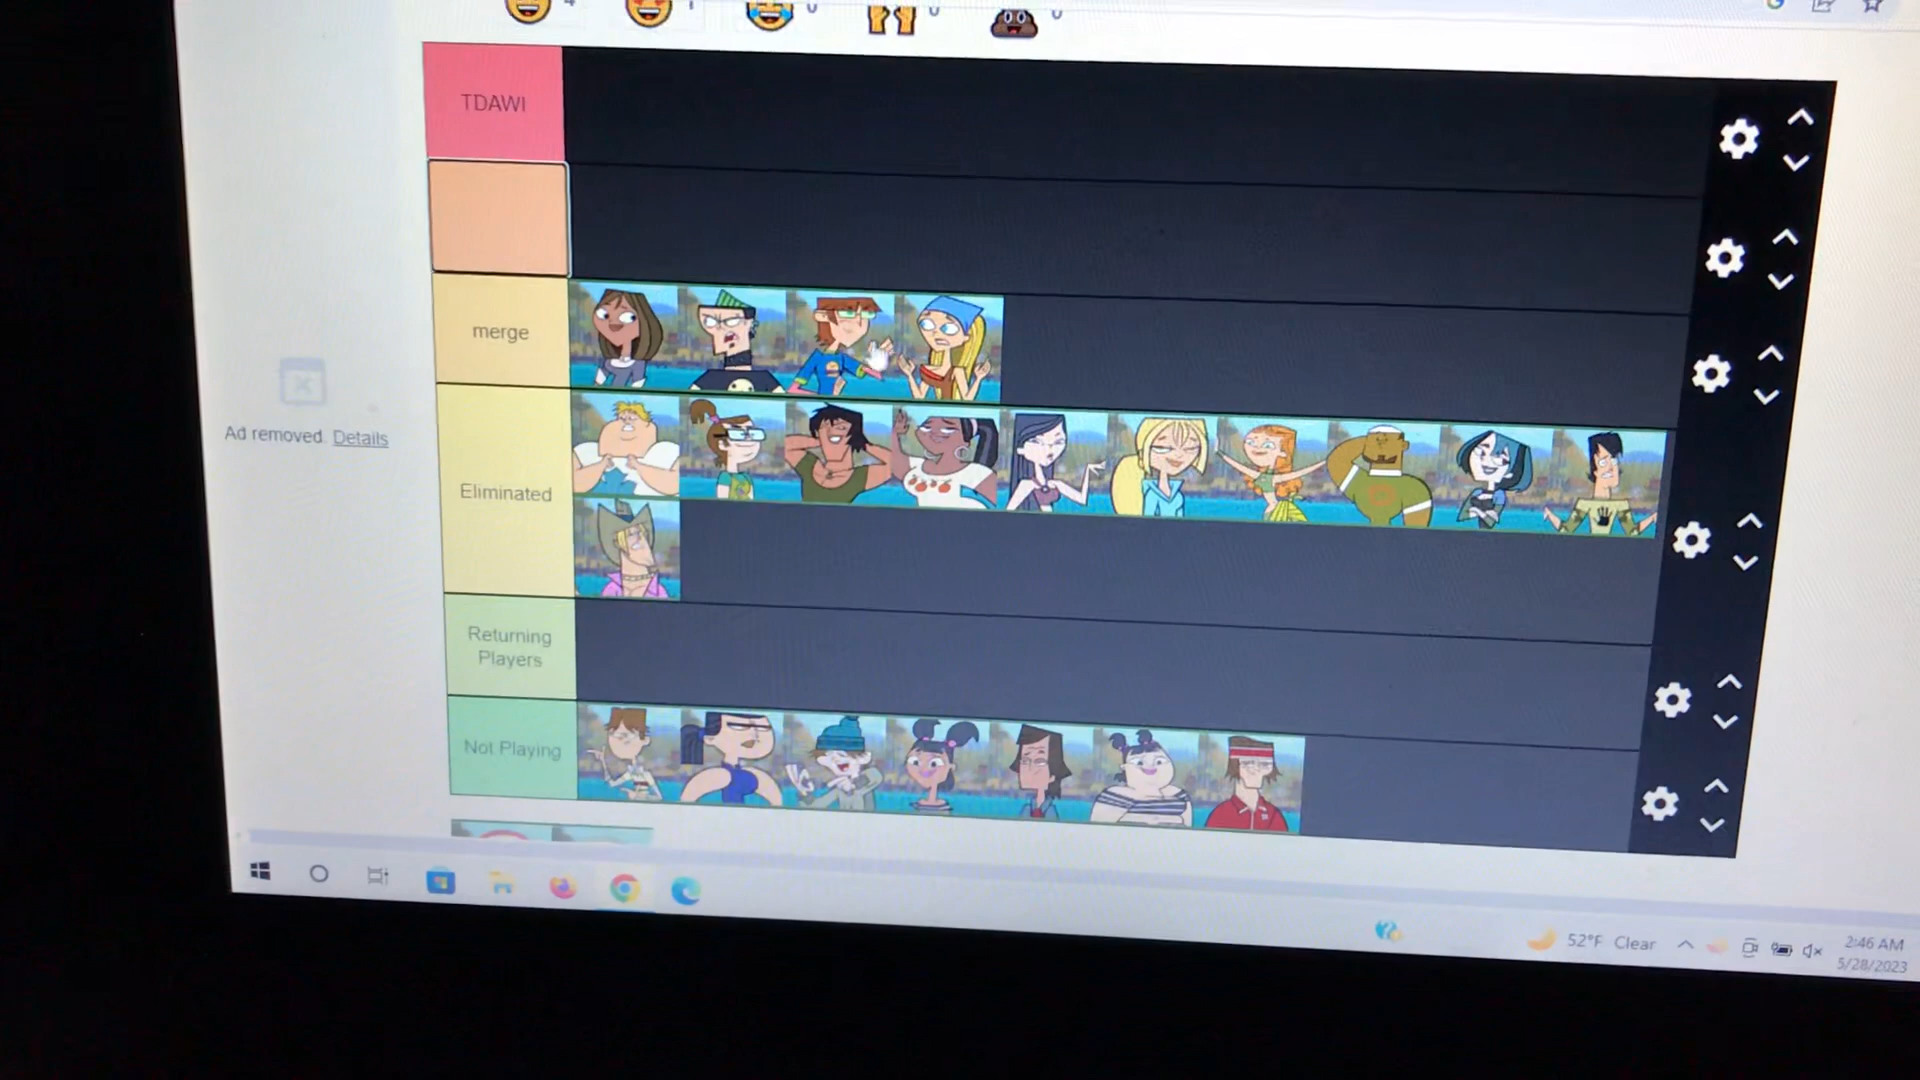 TDAWI
merge
Ad removed. Details
Eliminated
Returning
Players
Not Playing
52°F Clear
2:46 AM
5/28/2023